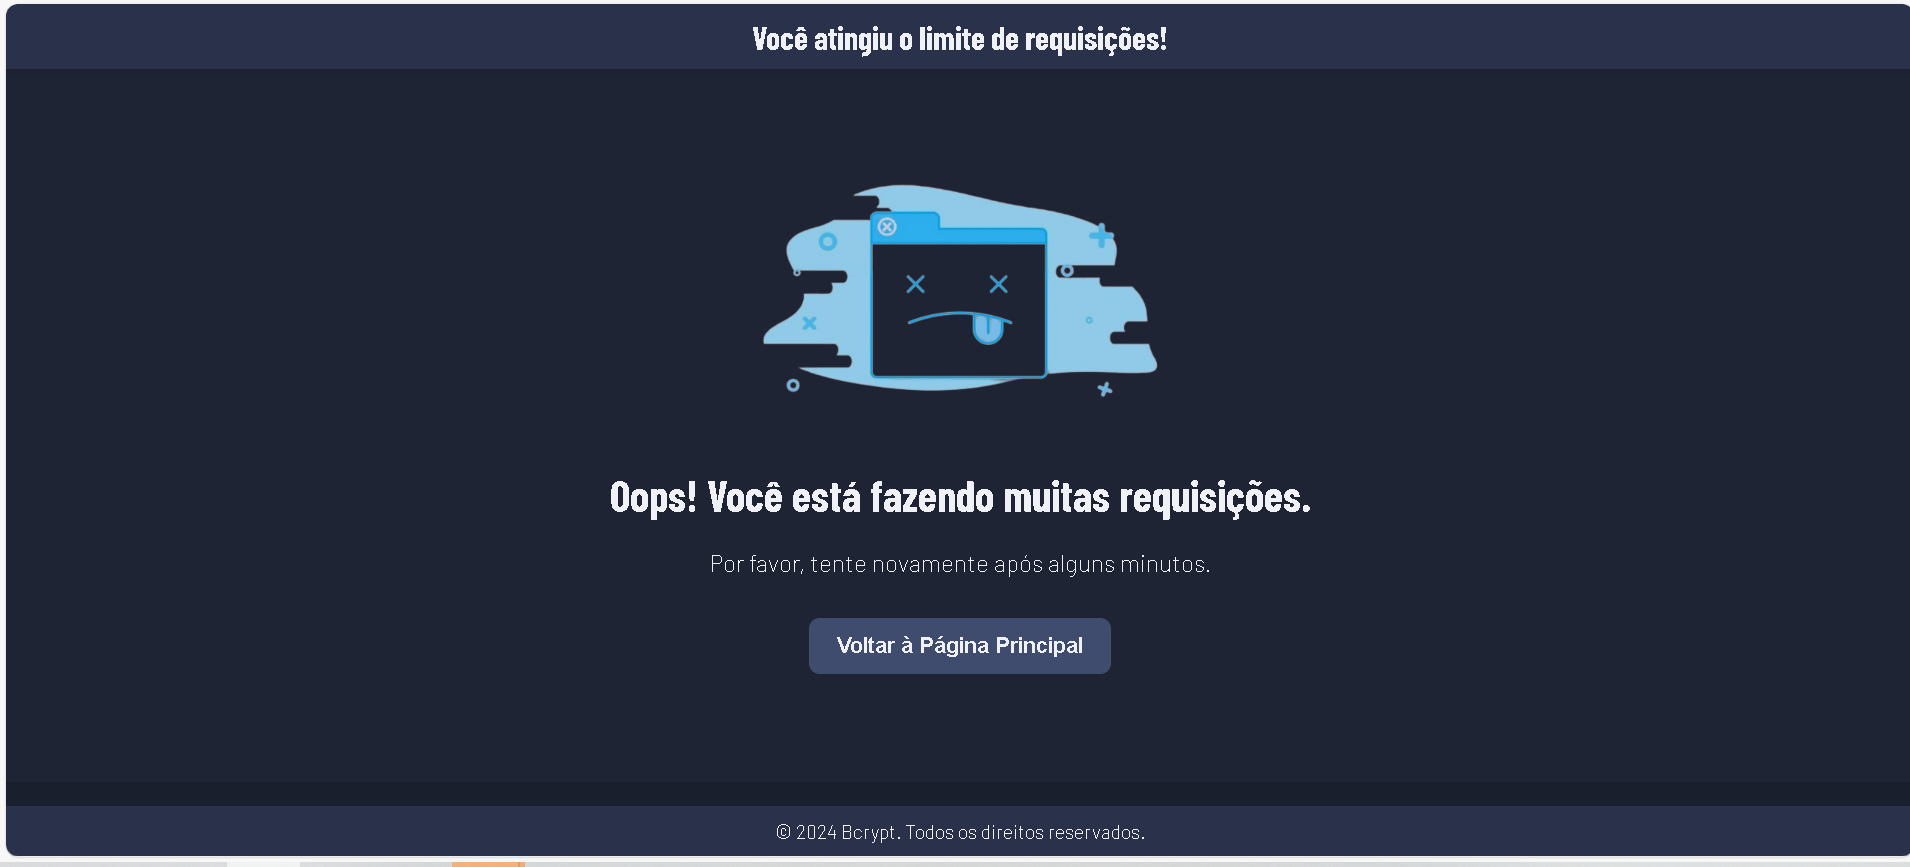 Você atingiu o limite de requisições!
Oops! Você está fazendo muitas requisições.
Por favor, tente novamente após alguns minutos.
Voltar à Página Principal
© 2024 Bcrypt. Todos os direitos reservados.